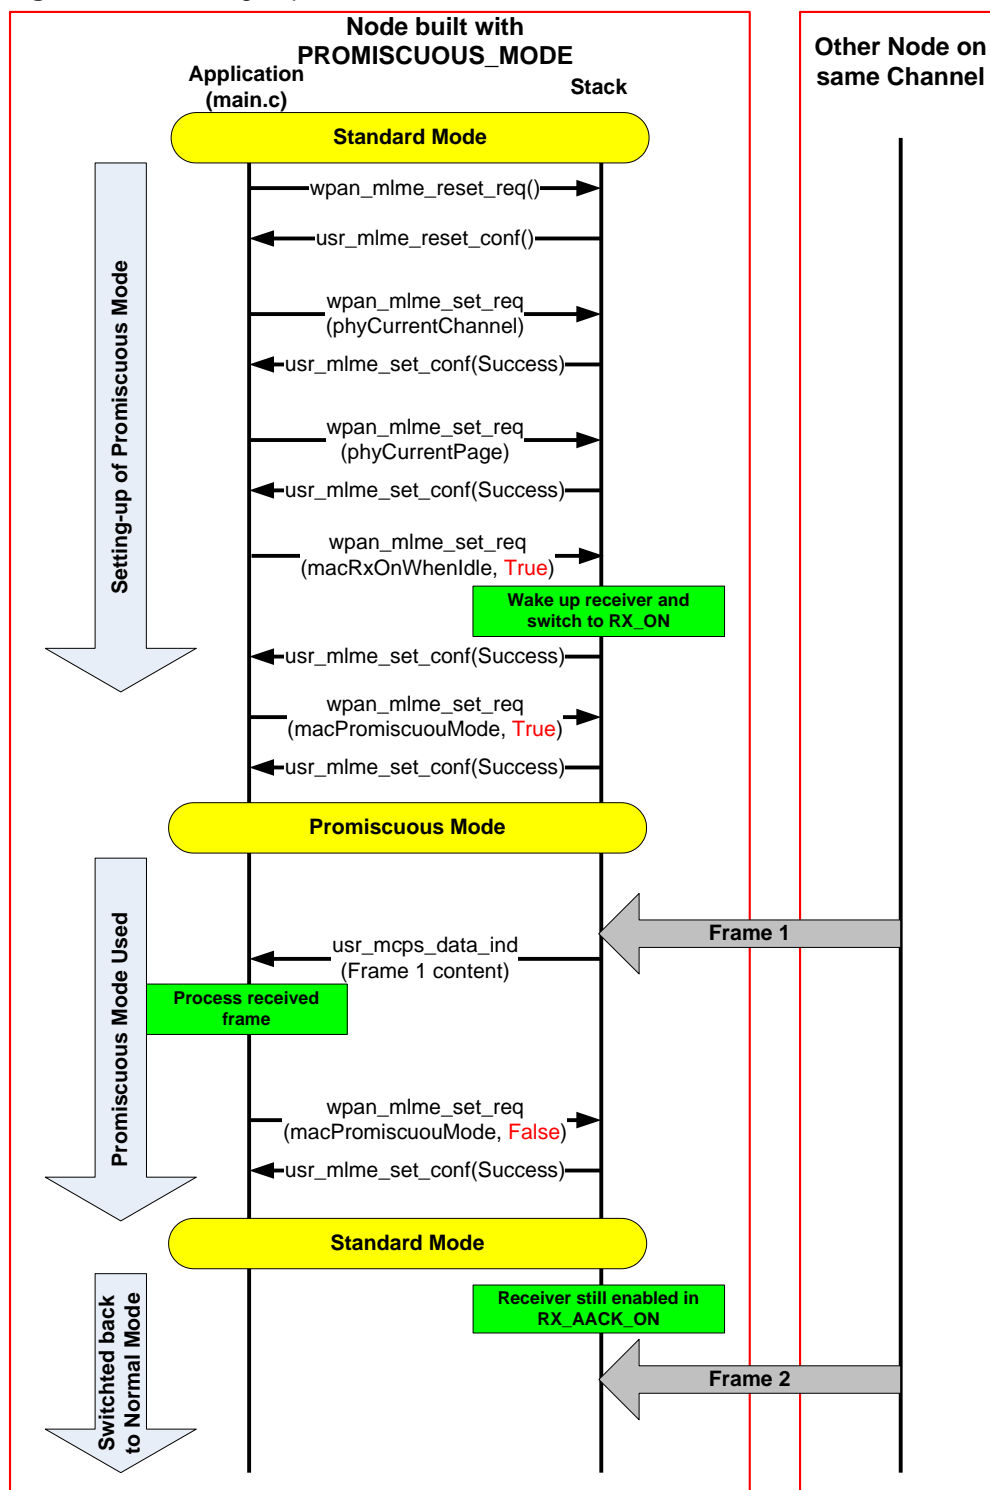 Node built with
PROMISCUOUS_MODE
Other Node on
same Channel
Application
(main.c)
Stack
Standard Mode
wpan_mlme_reset_req()
usr_mlme_reset_conf()
wpan_mlme_set_req
(phyCurrentChannel)
usr_mlme_set_conf(Success)
wpan_mlme_set_req
(phyCurrentPage)
usr_mlme_set_conf(Success)
wpan_mlme_set_req
(macRxOnWhenIdle, True)
Wake up receiver and
switch to RX_ON
usr_mlme_set_conf(Success)
wpan_mlme_set_req
(macPromiscuouMode, True)
usr_mlme_set_conf(Success)
Setting-up of Promiscuous Mode
Promiscuous Mode
Frame 1
usr_mcps_data_ind
(Frame 1 content)
Process received
frame
wpan_mlme_set_req
(macPromiscuouMode, False)
usr_mlme_set_conf(Success)
Promiscuous Mode Used
Standard Mode
Receiver still enabled in
RX_AACK_ON
Frame 2
Switchted back
to Normal Mode